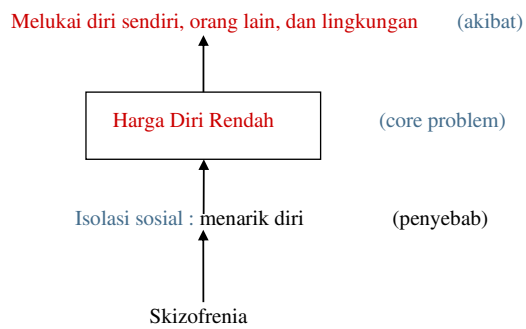 Melukai diri sendiri, orang lain, dan lingkungan (akibat)
Harga Diri Rendah (core problem)
Isolasi sosial : menarik diri (penyebab)
Skizofrenia